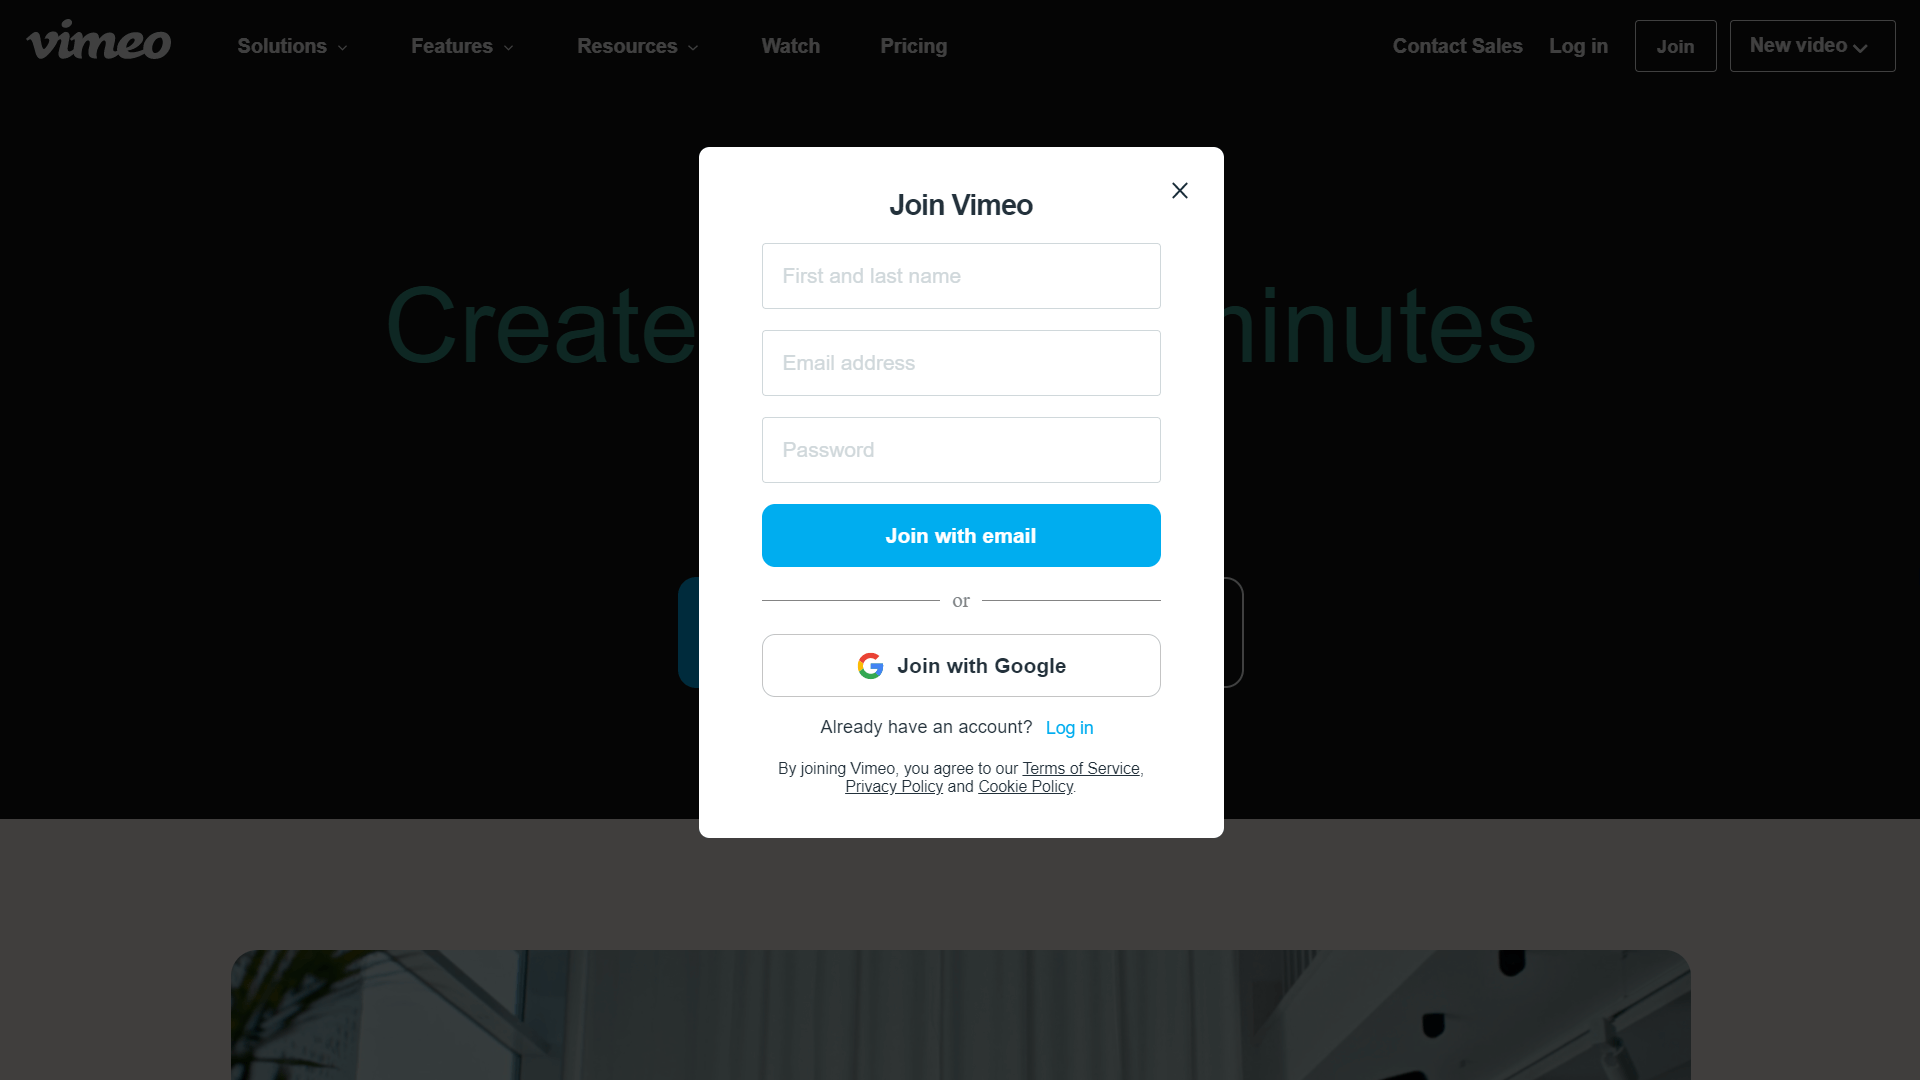 vimeo Solutions Features Resources Watch Pricing Contact Sales Log in Join New video
Join Vimeo
First and last name
Create minutes
Email address
Password
Join with email
or
Join with Google
Already have an account? Log in
By joining Vimeo, you agree to our Terms of Service,
Privacy Policy and Cookie Policy.